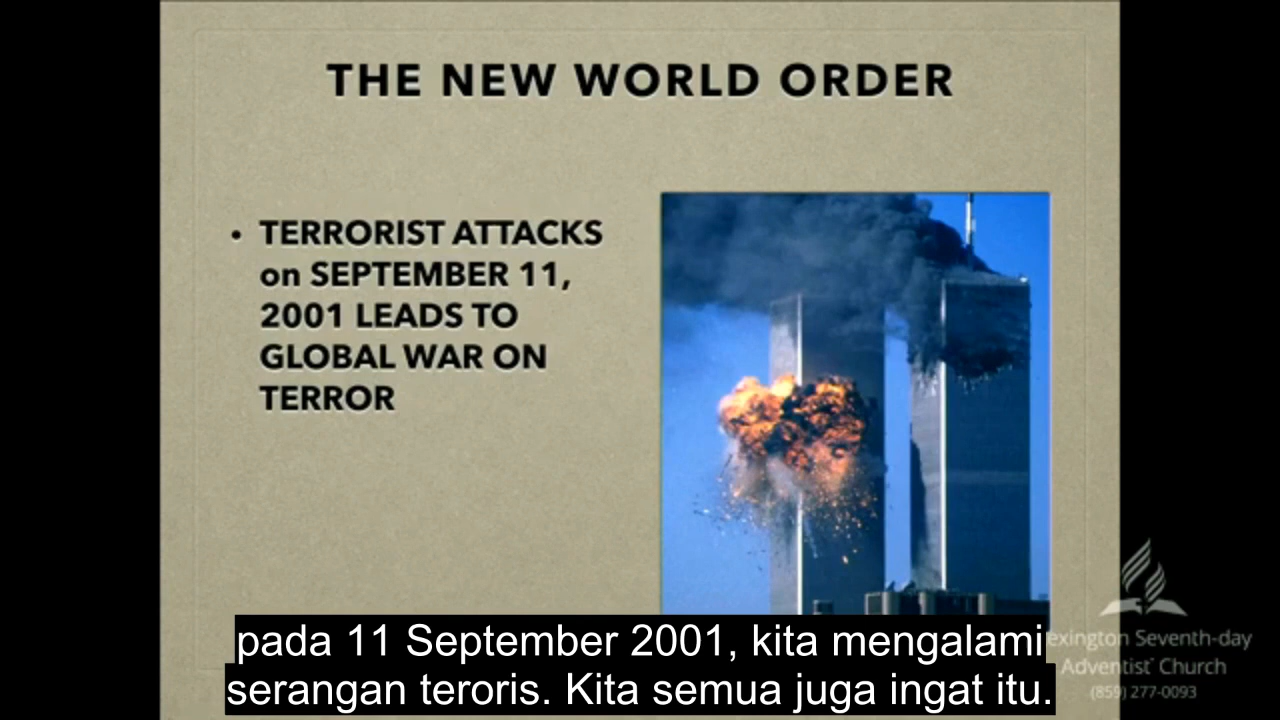 THE NEW WORLD ORDER
• TERRORIST ATTACKS
on SEPTEMBER 11,
2001 LEADS TO
GLOBAL WAR ON
TERROR
pada 11 September 2001, kita mengalami
serangan teroris. Kita semua juga ingat itu.
exington Seventh-day
Adventist® Church
(859) 277-0093